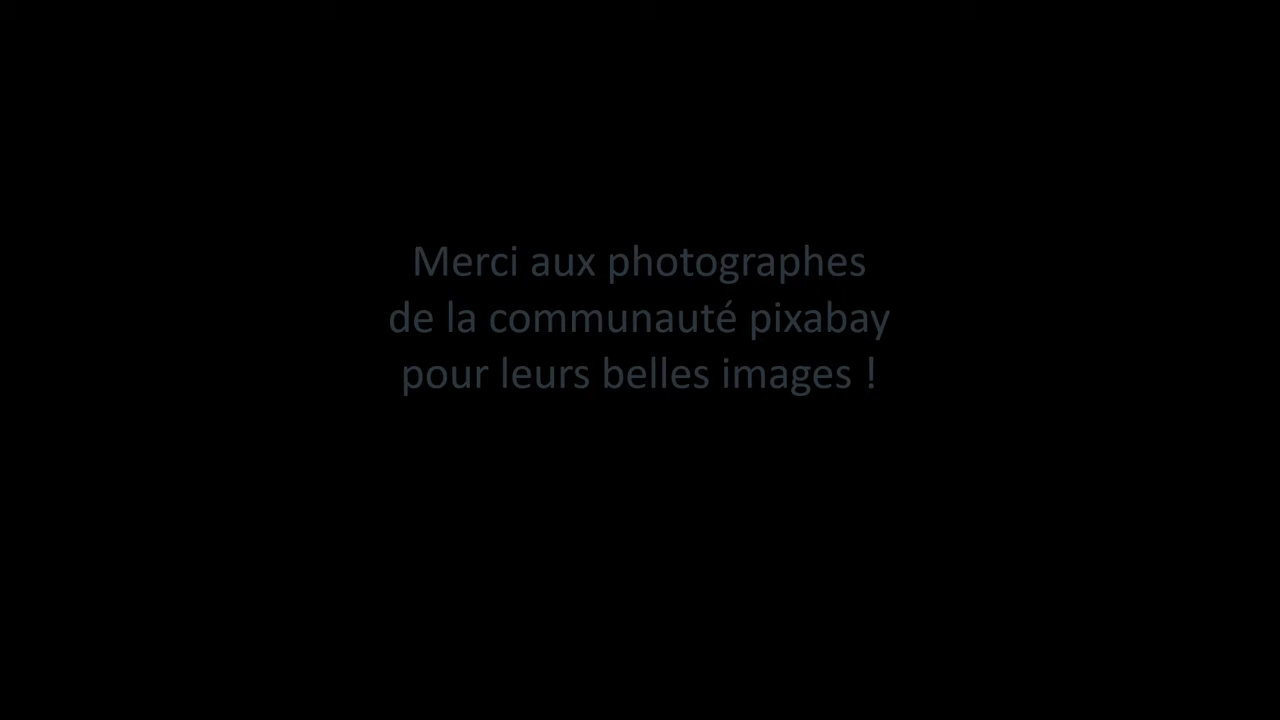 Merci aux photographes
de la communauté pixabay
pour leurs belles images !